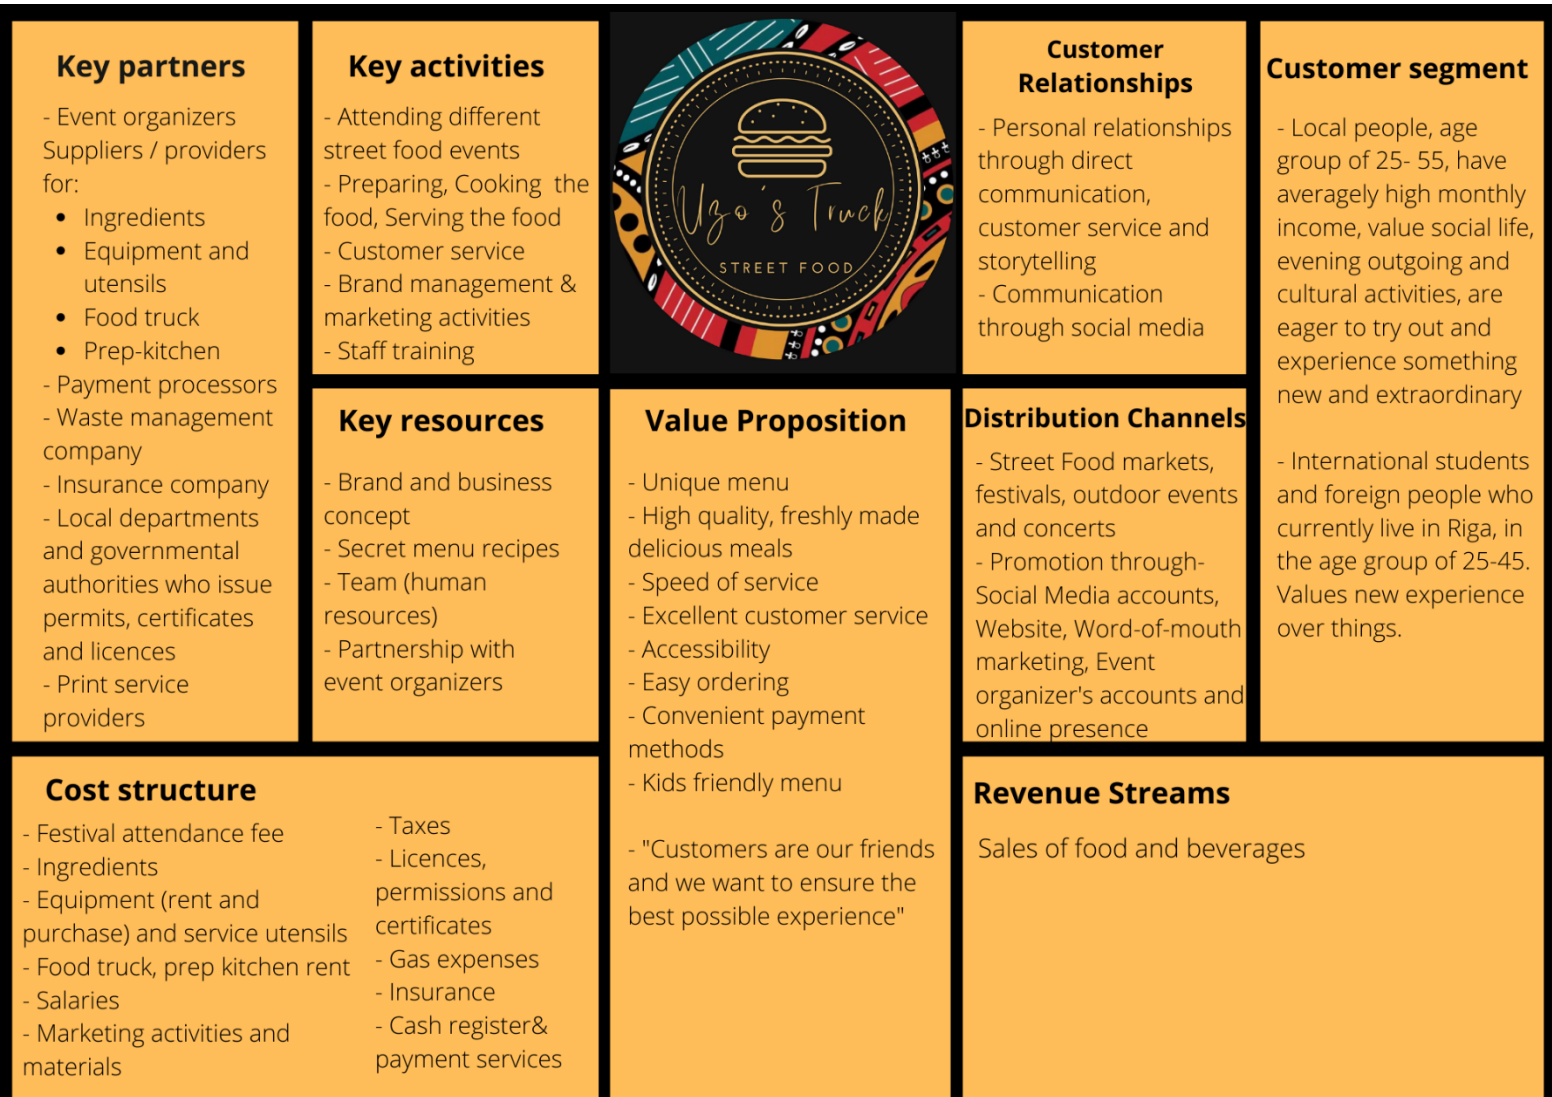 Key partners
- Event organizers
Suppliers / providers
for:
• Ingredients
• Equipment and
utensils
• Food truck
• Prep-kitchen
- Payment processors
- Waste management
company
- Insurance company
- Local departments
and governmental
authorities who issue
permits, certificates
and licences
- Print service
providers
Key activities
- Attending different
street food events
- Preparing, Cooking the
food, Serving the food
- Customer service
- Brand management &
marketing activities
- Staff training
Key resources
- Brand and business
concept
- Secret menu recipes
- Team (human
resources)
- Partnership with
event organizers
Uzo's Truck
STREET FOOD
Value Proposition
- Unique menu
- High quality, freshly made
delicious meals
- Speed of service
- Excellent customer service
- Accessibility
- Easy ordering
- Convenient payment
methods
- Kids friendly menu
- "Customers are our friends
and we want to ensure the
best possible experience"
Customer
Relationships
- Personal relationships
through direct
communication,
customer service and
storytelling
- Communication
through social media
Distribution Channels
- Street Food markets,
festivals, outdoor events
and concerts
- Promotion through-
Social Media accounts,
Website, Word-of-mouth
marketing, Event
organizer's accounts and
online presence
Customer segment
- Local people, age
group of 25- 55, have
averagely high monthly
income, value social life,
evening outgoing and
cultural activities, are
eager to try out and
experience something
new and extraordinary
- International students
and foreign people who
currently live in Riga, in
the age group of 25-45.
Values new experience
over things.
Cost structure
- Festival attendance fee
- Ingredients
- Equipment (rent and
purchase) and service utensils
- Food truck, prep kitchen rent
- Salaries
- Marketing activities and
materials
- Taxes
- Licences,
permissions and
certificates
- Gas expenses
- Insurance
- Cash register&
payment services
Revenue Streams
Sales of food and beverages